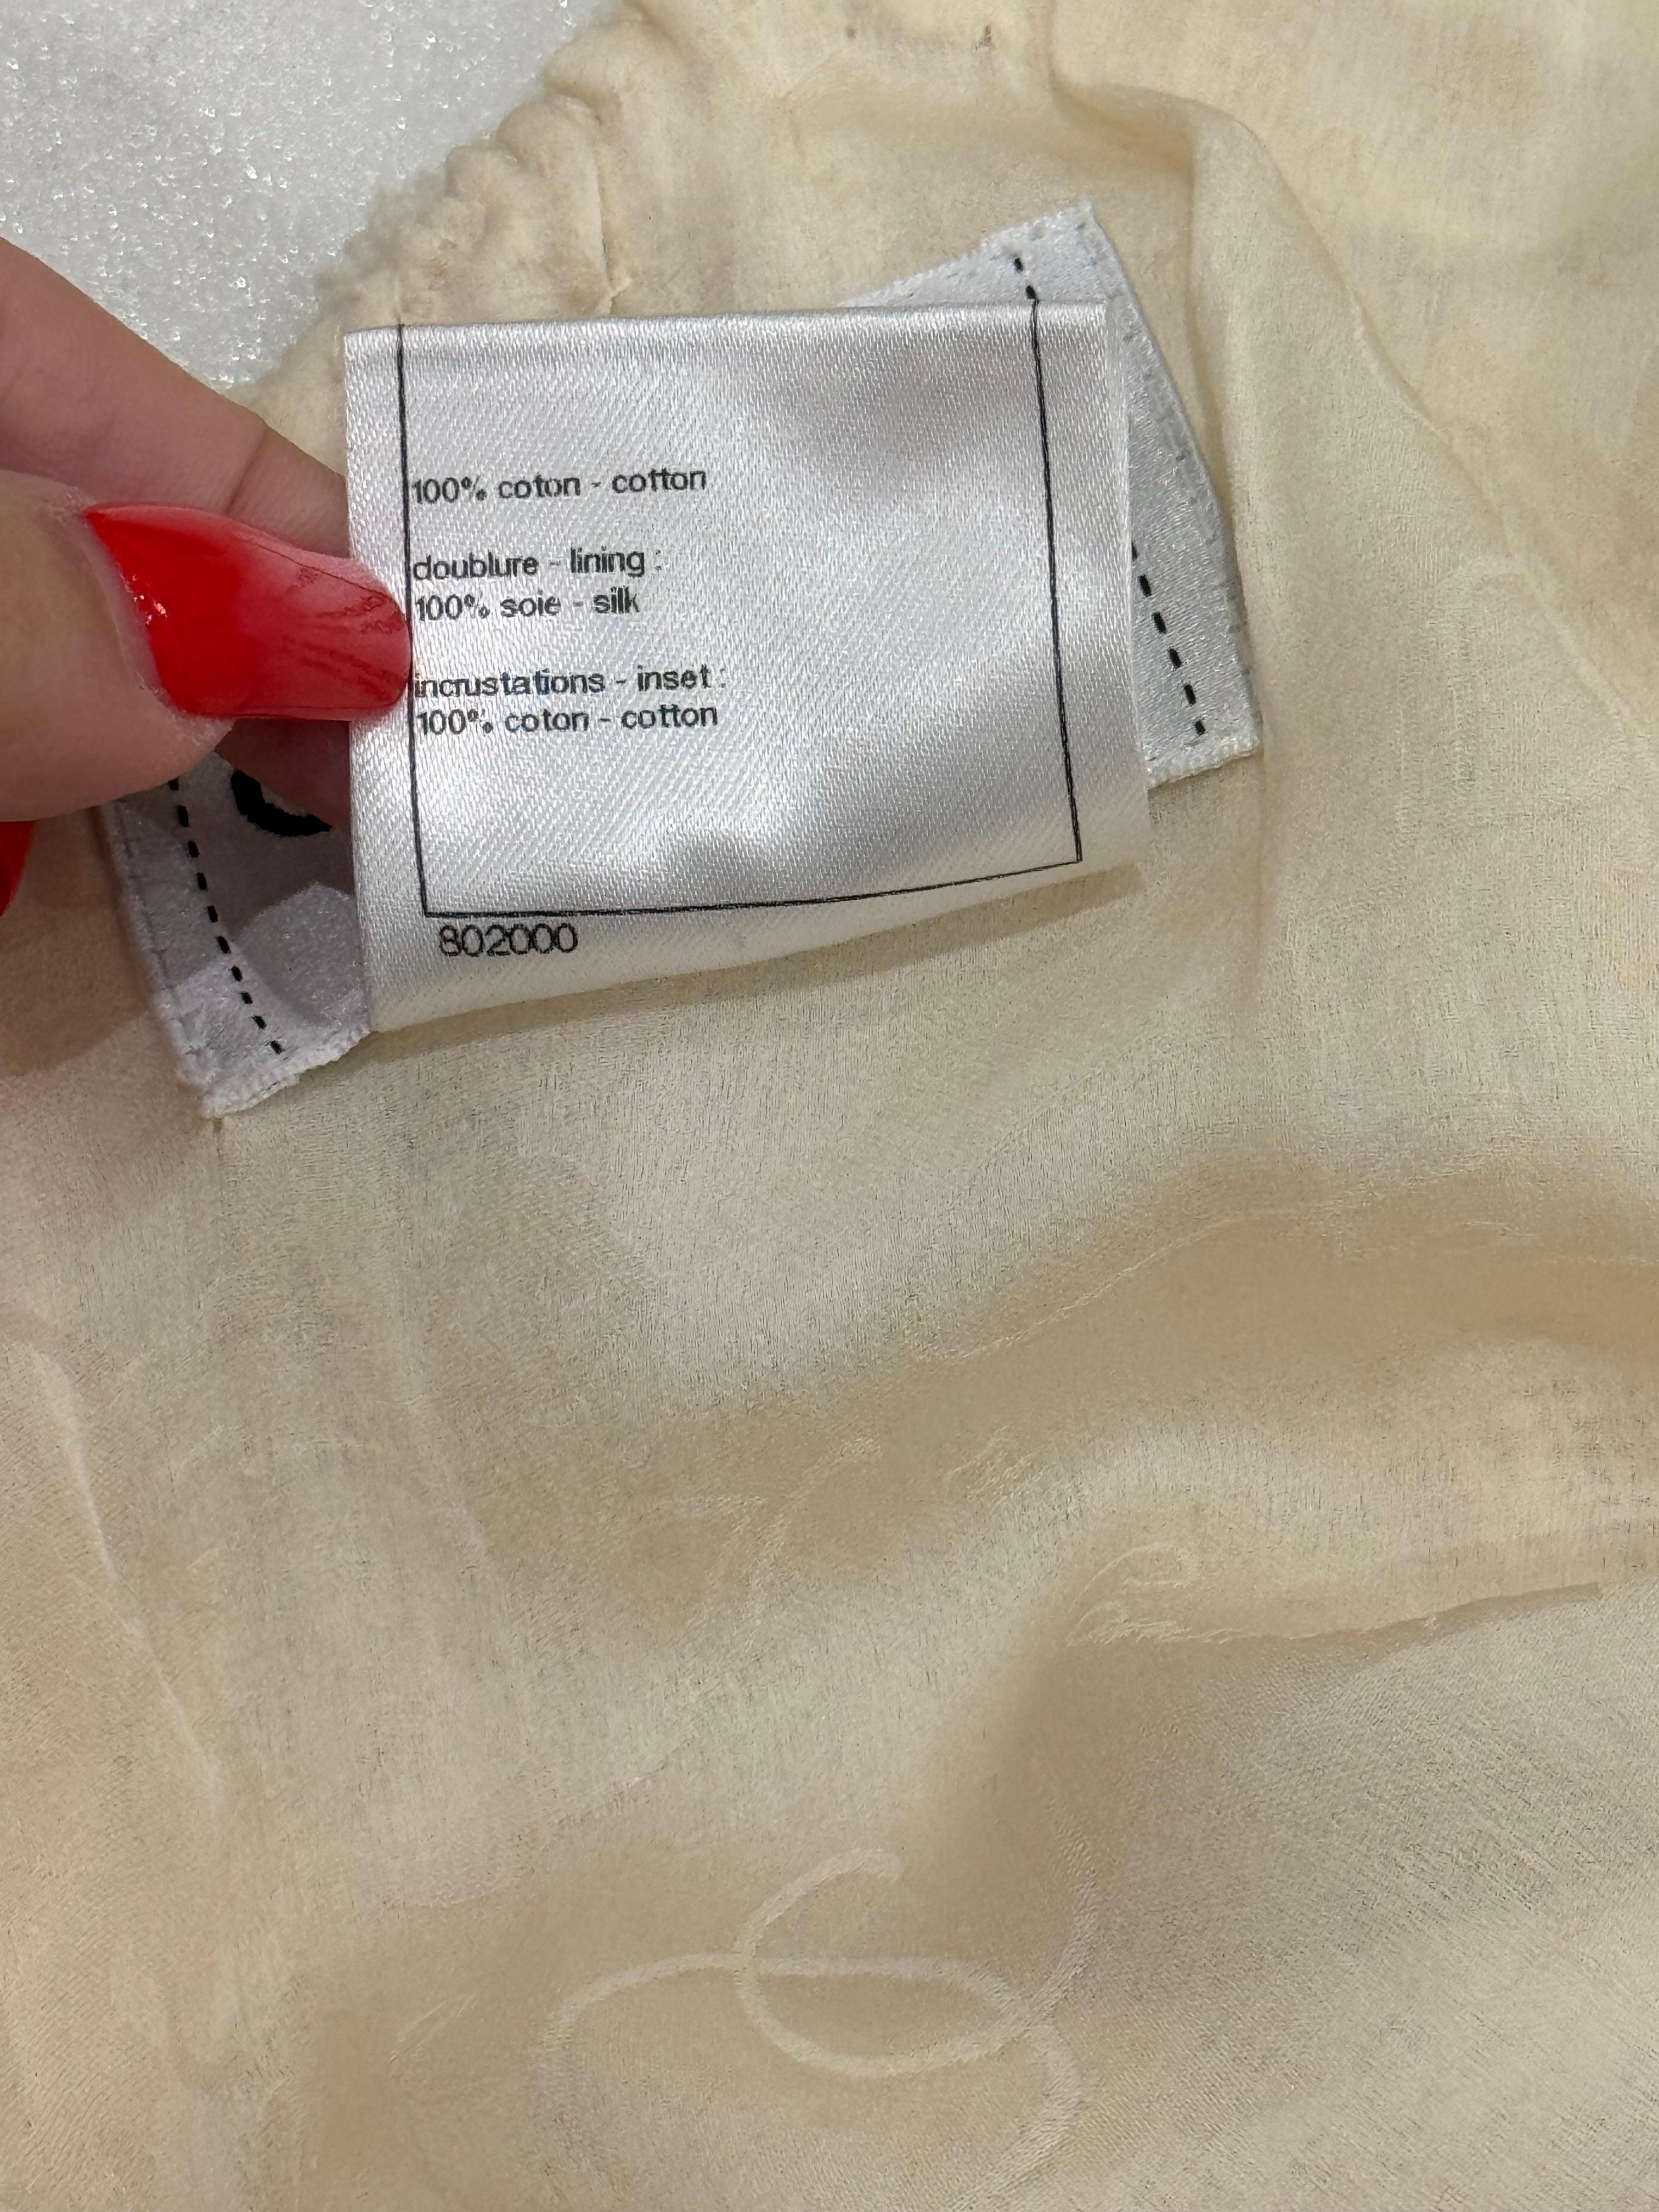 100% coton - cotton
doublure - lining :
100% soie - silk
incrustations - inset :
100% coton - cotton
802000